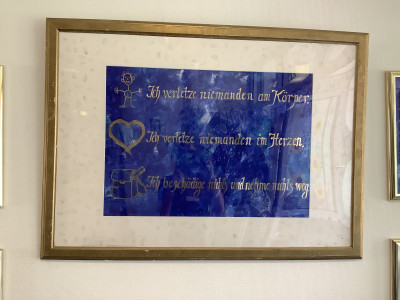 Ich verletze niemanden am Körper,
Ich verletze niemanden im Herzen,
Ich beschädige nichts und nehme nichts weg